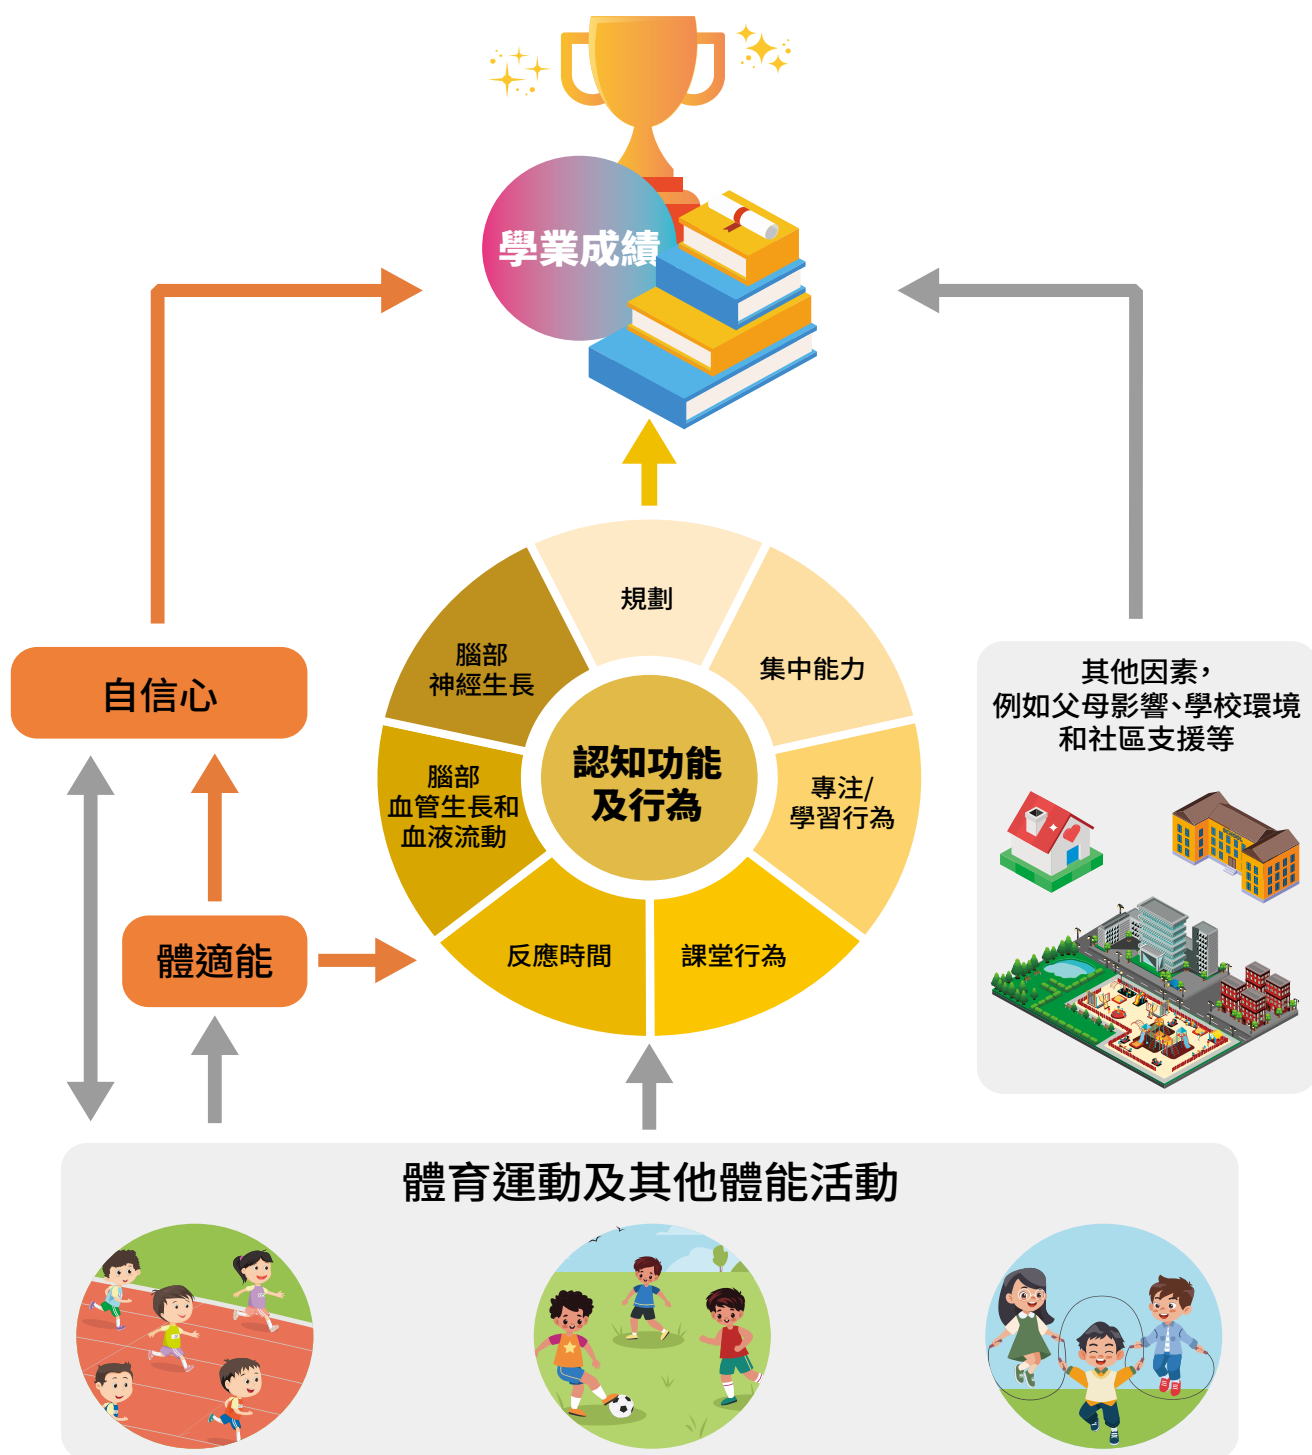 學業成績
規劃
腦部
神經生長
集中能力
自信心
其他因素，
例如父母影響、學校環境
和社區支援等
認知功能
及行為
腦部
血管生長和
血液流動
專注/
學習行為
體適能
反應時間
課堂行為
體育運動及其他體能活動